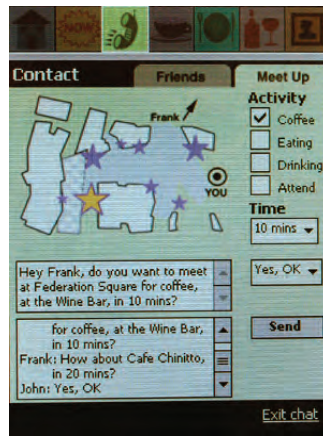 NOW
Contact
Friends
Meet Up
Activity
Frank
Coffee
Eating
YOU
Drinking
Attend
Time
10 mins
Hey Frank, do you want to meet
at Federation Square for coffee,
at the Wine Bar, in 10 mins?
Yes, OK
for coffee, at the Wine Bar,
in 10 mins?
Frank: How about Cafe Chinitto,
in 20 mins?
John: Yes, OK
Send
Exit chat